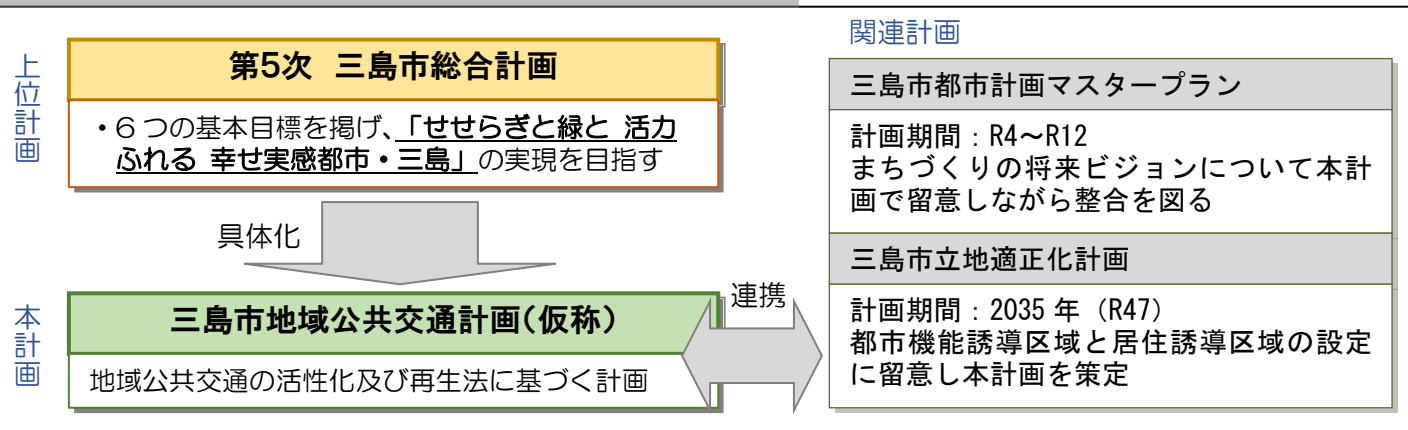 上位計画
第5次 三島市総合計画
・6つの基本目標を掲げ、「せせらぎと緑と 活力
ふれる 幸せ実感都市・三島」の実現を目指す
具体化
本計画
三島市地域公共交通計画（仮称）
地域公共交通の活性化及び再生法に基づく計画
連携
関連計画
三島市都市計画マスタープラン
計画期間：R4～R12
まちづくりの将来ビジョンについて本計
画で留意しながら整合を図る
三島市立地適正化計画
計画期間：2035 年（R47）
都市機能誘導区域と居住誘導区域の設定
に留意し本計画を策定